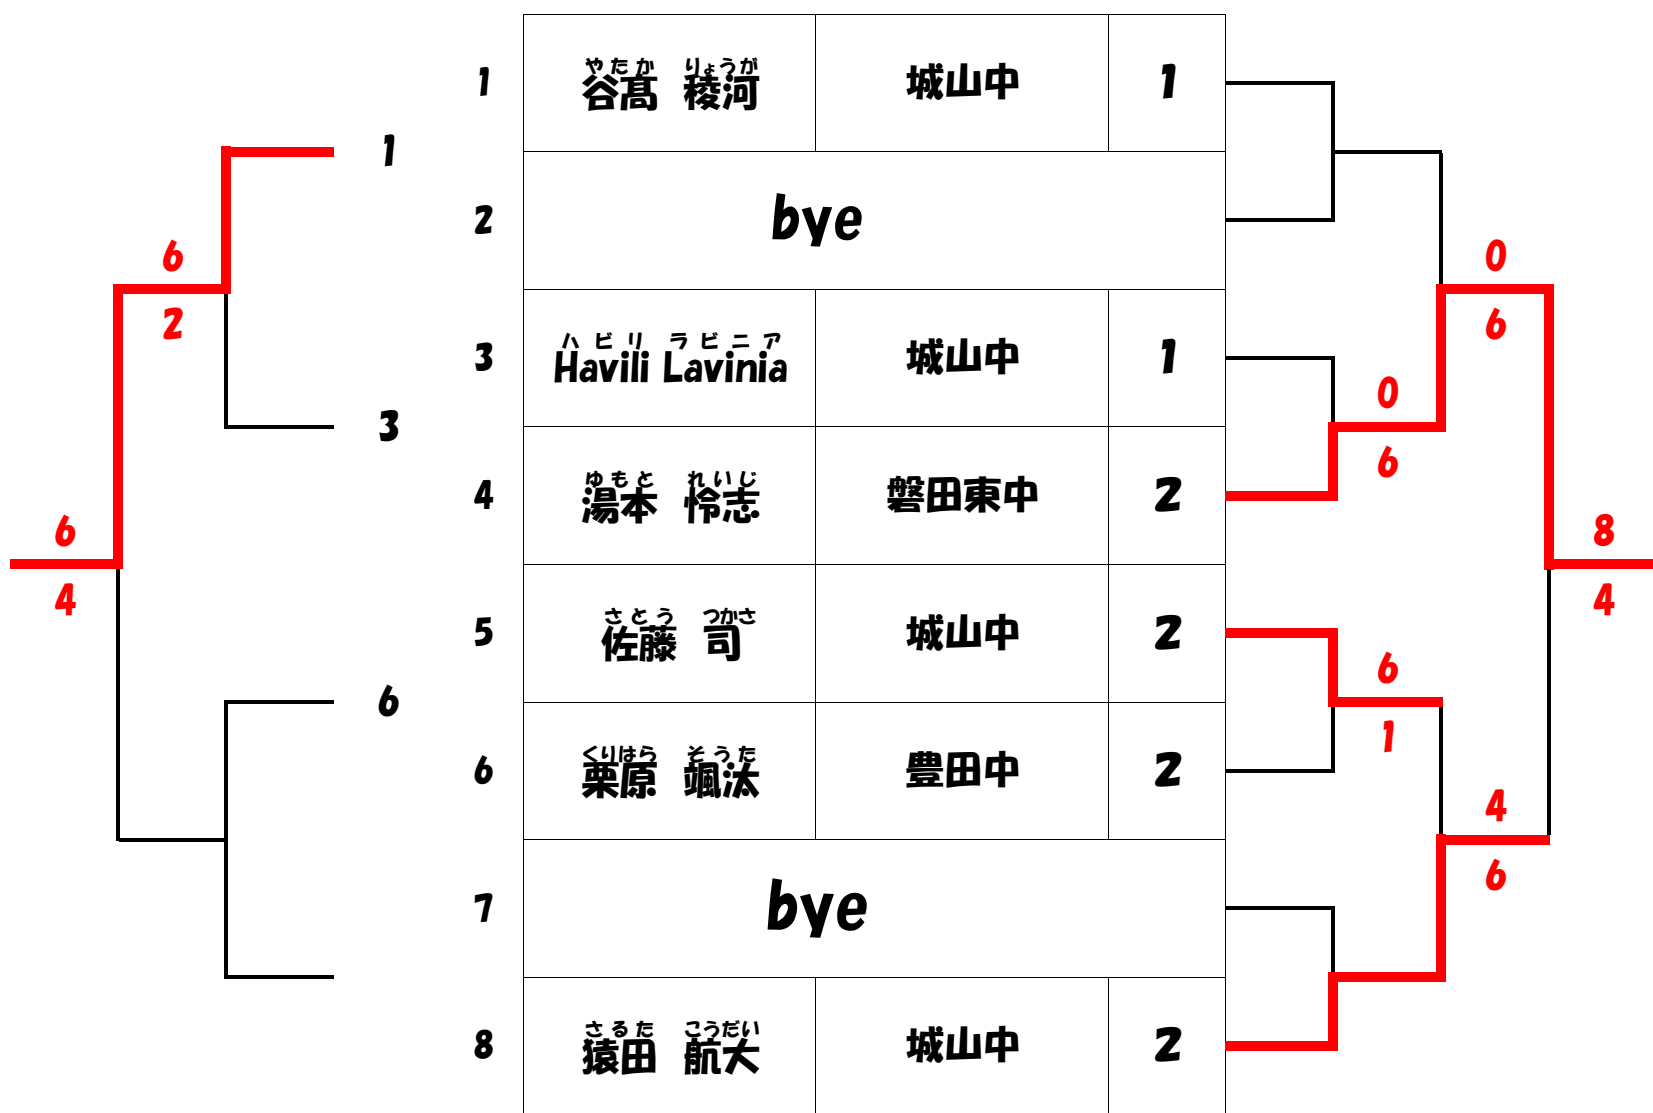 やたか りょうが
1 谷髙 稜河 城山中 1
1
2 bye
6
0
2
6
ハビリ ラビニア
3 Havili Lavinia 城山中 1
0
3
6
ゆもと れいじ
4 湯本 怜志 磐田東中 2
6
8
4
4
さとう つかさ
5 佐藤 司 城山中 2
6
6
1
くりはら そうた
6 栗原 颯汰 豊田中 2
4
6
7 bye
さるた こうだい
8 猿田 航大 城山中 2